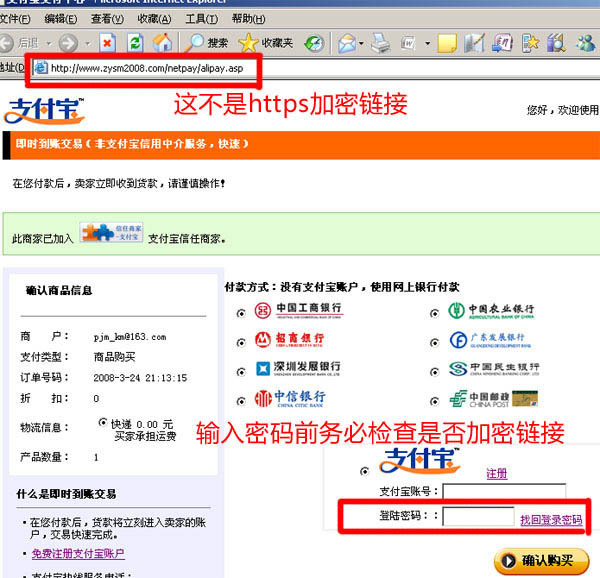 文件(F) 编辑(E) 查看(V) 收藏(A) 工具(T) 帮助(H)
后退 搜索 收藏夹
地址(D) http://www.zysm2008.com/netpay/alipay.asp
这不是https加密链接
支付宝™
您好，欢迎使用
即时到账交易（非支付宝信用中介服务，快速）
在您付款后，卖家立即收到货款，请谨慎操作！
此商家已加入 信任商家 支付宝 支付宝信任商家。
确认商品信息
付款方式：没有支付宝账户，使用网上银行付款
中国工商银行 中国农业银行
AGRICULTURAL BANK OF CHINA
商 户： pjm_km@163.com
招商银行 广东发展银行
支付类型： 商品购买
深圳发展银行 中国民生银行
订单号码： 2008-3-24 21:13:15
中信银行 中国邮政
CHINA CITIC BANK CHINA POST
折 扣： 0
物流信息： 快递 0.00 元
买家承担运费
输入密码前务必检查是否加密链接
产品数量： 1
支付宝™ 注册
支付宝账号：
什么是即时到账交易
登陆密码：： 找回登录密码
·在您付款后，货款将立刻进入卖家的账
户，交易快速完成。
·免费注册支付宝账户
确认购买
·支付宝热线服务电话：